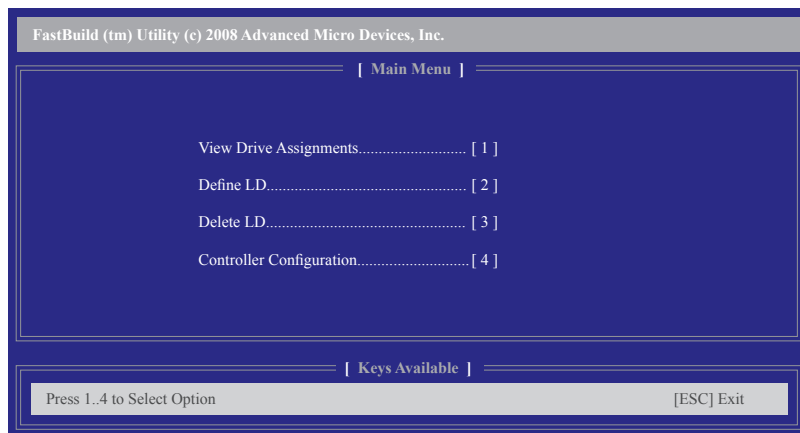 FastBuild (tm) Utility (c) 2008 Advanced Micro Devices, Inc.
[ Main Menu ]
View Drive Assignments........................... [ 1 ]
Define LD.................................................. [ 2 ]
Delete LD.................................................. [ 3 ]
Controller Configuration............................ [ 4 ]
[ Keys Available ]
Press 1..4 to Select Option [ESC] Exit